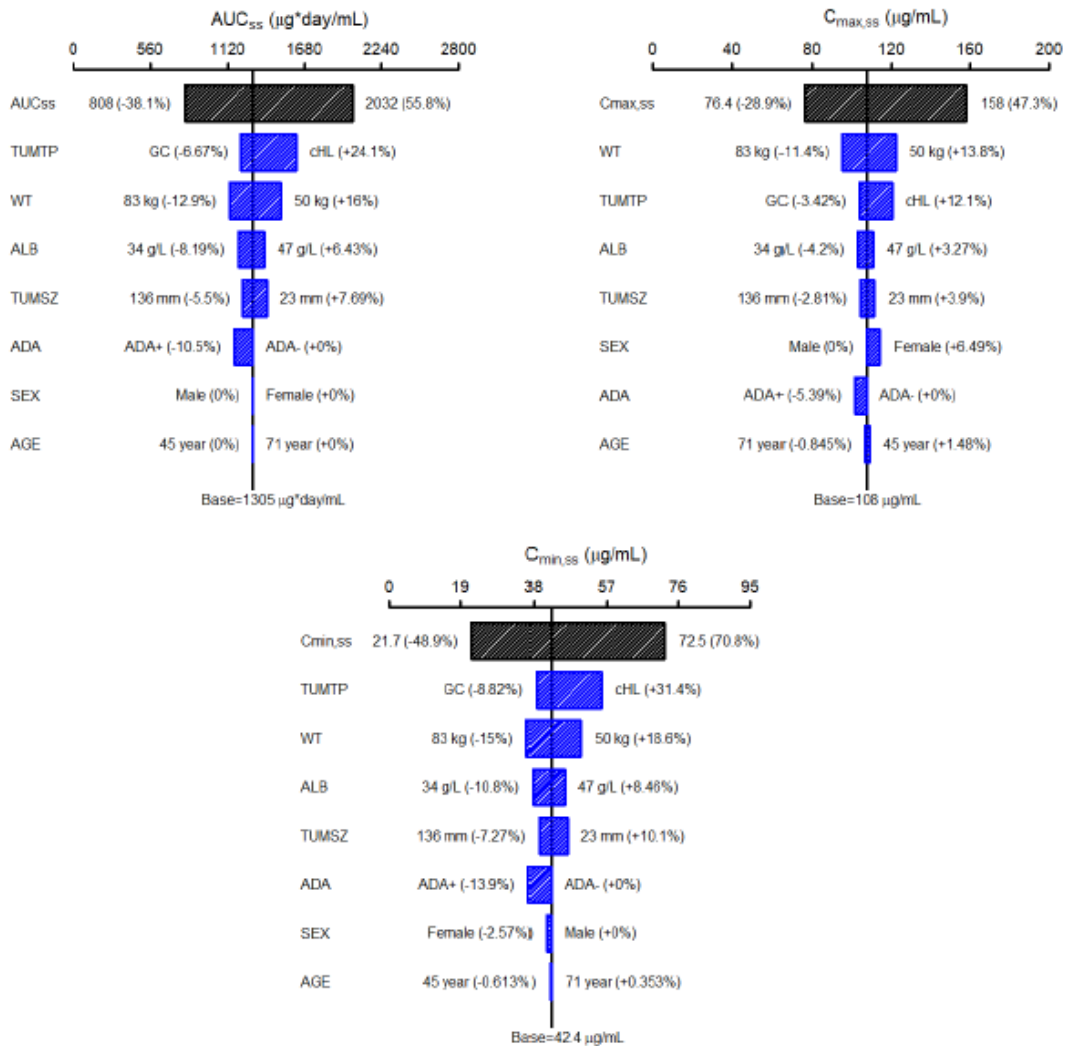 AUCss (µg*day/mL)
0 560 1120 1680 2240 2800
AUCss 808 (-38.1%) 2032 (55.8%)
TUMTP GC (-6.67%) cHL (+24.1%)
WT 83 kg (-12.9%) 50 kg (+16%)
ALB 34 g/L (-8.19%) 47 g/L (+6.43%)
TUMSZ 136 mm (-5.5%) 23 mm (+7.69%)
ADA ADA+ (-10.5%) ADA- (+0%)
SEX Male (0%) Female (+0%)
AGE 45 year (0%) 71 year (+0%)
Base=1305 µg*day/mL
Cmax,ss (µg/mL)
0 40 80 120 160 200
Cmax,ss 76.4 (-28.9%) 158 (47.3%)
WT 83 kg (-11.4%) 50 kg (+13.8%)
TUMTP GC (-3.42%) cHL (+12.1%)
ALB 34 g/L (-4.2%) 47 g/L (+3.27%)
TUMSZ 136 mm (-2.81%) 23 mm (+3.9%)
SEX Male (0%) Female (+6.49%)
ADA ADA+ (-5.39%) ADA- (+0%)
AGE 71 year (-0.845%) 45 year (+1.48%)
Base=108 µg/mL
Cmin,ss (µg/mL)
0 19 38 57 76 95
Cmin,ss 21.7 (-48.9%) 72.5 (70.8%)
TUMTP GC (-8.82%) cHL (+31.4%)
WT 83 kg (-15%) 50 kg (+18.6%)
ALB 34 g/L (-10.8%) 47 g/L (+8.46%)
TUMSZ 136 mm (-7.27%) 23 mm (+10.1%)
ADA ADA+ (-13.9%) ADA- (+0%)
SEX Female (-2.57%) Male (+0%)
AGE 45 year (-0.613%) 71 year (+0.353%)
Base=42.4 µg/mL